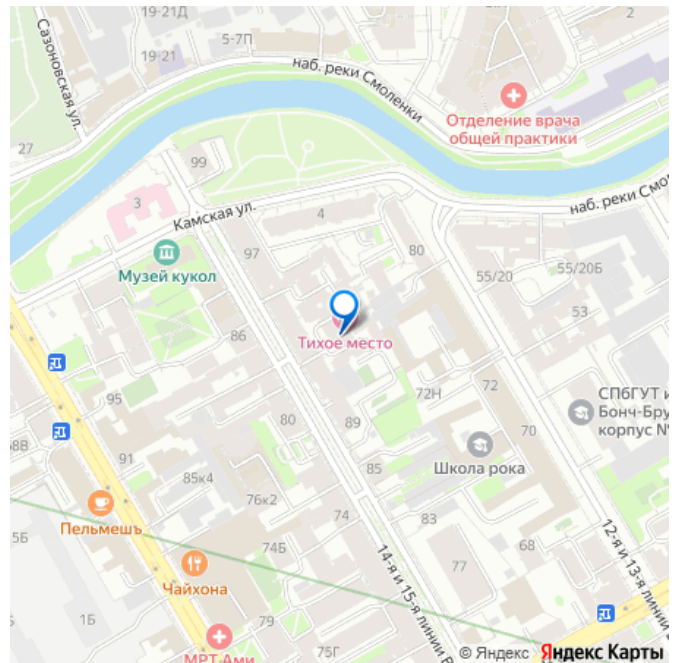 19-21Д
2
5-7П
19-21
Сазоновская ул.
наб. реки Смоленки
Отделение врача
общей практики
27
99
3
Камская ул.
4
наб. реки Смо
97
80
Музей кукол
55/20
55/20Б
53
86
Тихое место
72Н
72
СПбГУТ и
Бонч-Бру
корпус №
95
80
89
70
68В
91
85
Школа рока
85к4
76к2
Пельмешъ
74
83
5Б
74Б
68
Чайхона
77
14-я и 15-я линии В
12-я и 13-я линии В
1Б
79
75Г
МРТ Ами
© Яндекс Яндекс Карты